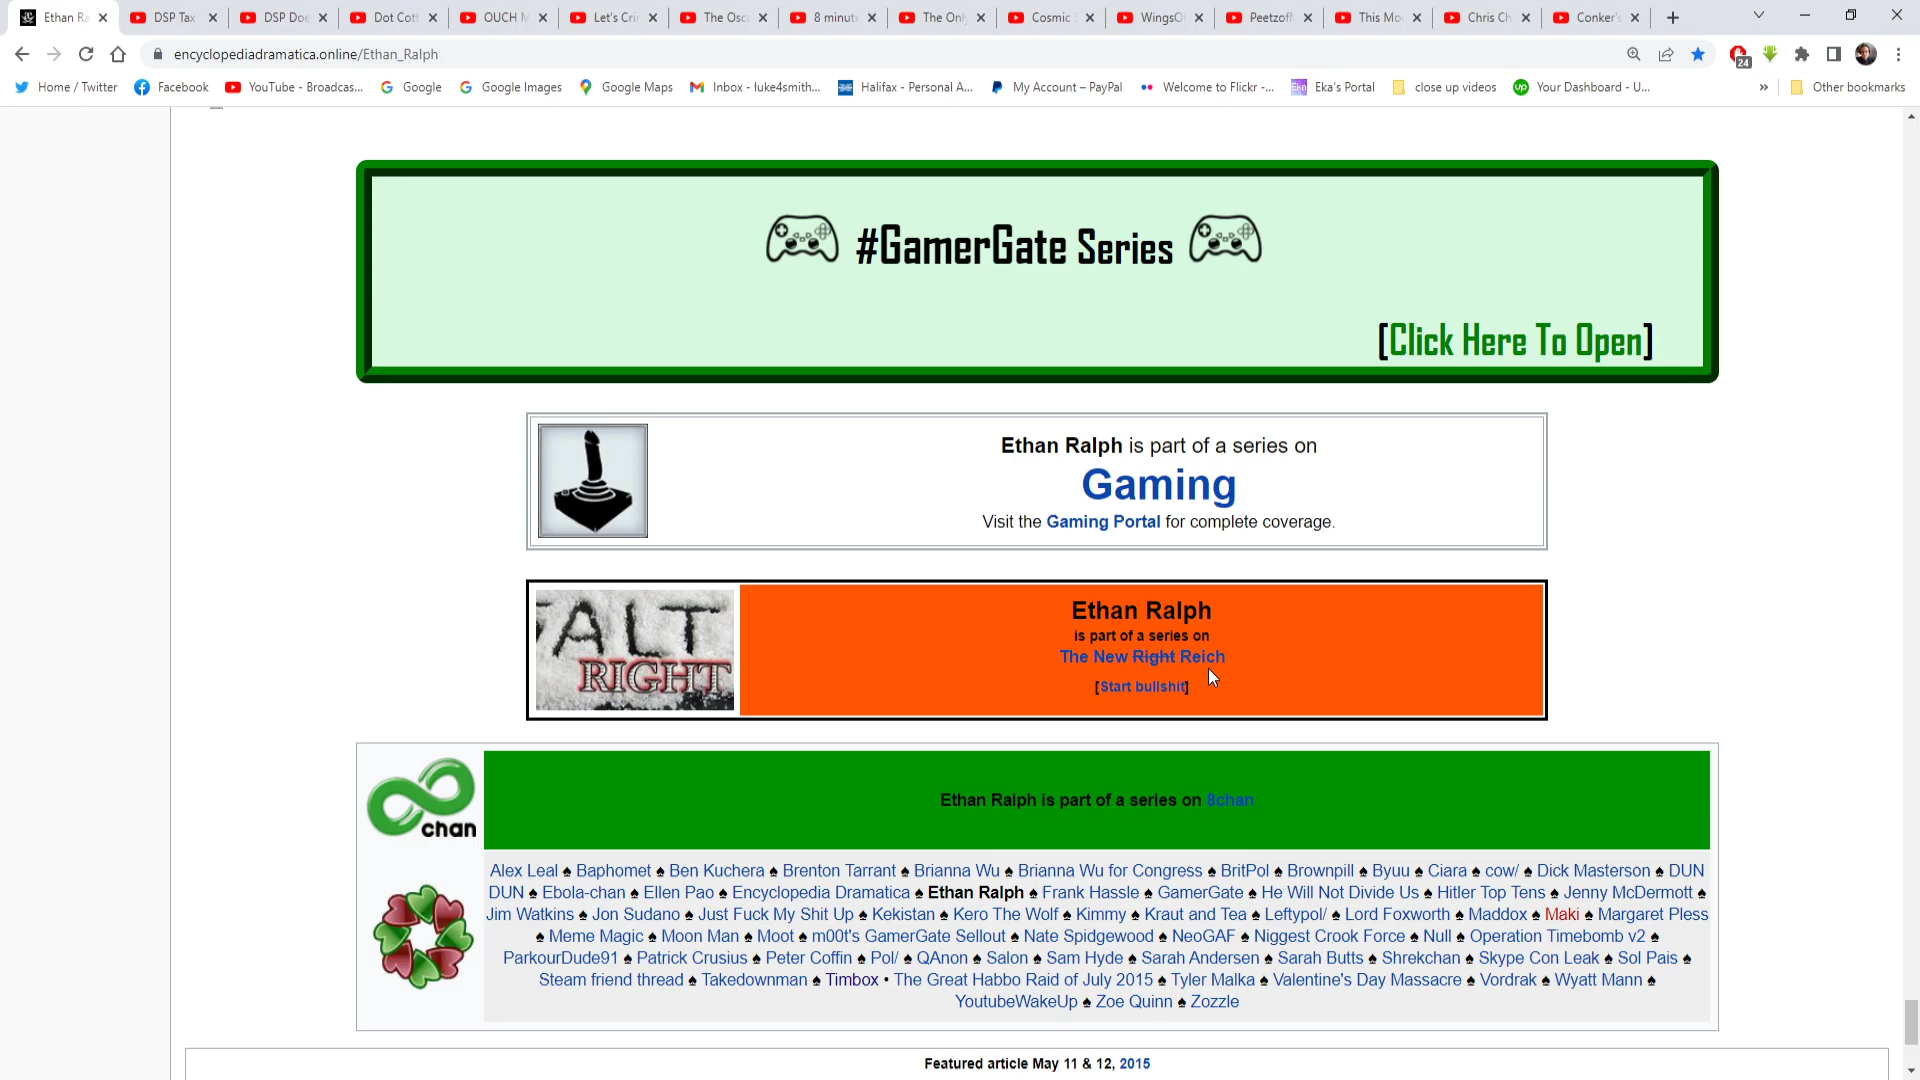 Ethan Ra
DSP Tax
DSP Doe
Dot Cott
OUCH M
Let's Cri
The Osca
8 minute
The Onl
Cosmic
WingsO
Peetzof
This Mo
Chris Ch
Conker's
encyclopediadramatica.online/Ethan_Ralph
24
Home / Twitter
Facebook
YouTube - Broadcas...
Google
Google Images
Google Maps
Inbox - luke4smith...
Halifax - Personal A...
My Account – PayPal
Welcome to Flickr -...
Eka's Portal
close up videos
Your Dashboard - U...
»
Other bookmarks
#GamerGate Series
[Click Here To Open]
Ethan Ralph is part of a series on
Gaming
Visit the Gaming Portal for complete coverage.
ALT
RIGHT
Ethan Ralph
is part of a series on
The New Right Reich
[Start bullshit]
chan
Ethan Ralph is part of a series on 8chan
Alex Leal ♠ Baphomet ♠ Ben Kuchera ♠ Brenton Tarrant ♠ Brianna Wu ♠ Brianna Wu for Congress ♠ BritPol ♠ Brownpill ♠ Byuu ♠ Ciara ♠ cow/ ♠ Dick Masterson ♠ DUN
DUN ♠ Ebola-chan ♠ Ellen Pao ♠ Encyclopedia Dramatica ♠ Ethan Ralph ♠ Frank Hassle ♠ GamerGate ♠ He Will Not Divide Us ♠ Hitler Top Tens ♠ Jenny McDermott ♠
Jim Watkins ♠ Jon Sudano ♠ Just Fuck My Shit Up ♠ Kekistan ♠ Kero The Wolf ♠ Kimmy ♠ Kraut and Tea ♠ Leftypol/ ♠ Lord Foxworth ♠ Maddox ♠ Maki ♠ Margaret Pless
♠ Meme Magic ♠ Moon Man ♠ Moot ♠ m00t's GamerGate Sellout ♠ Nate Spidgewood ♠ NeoGAF ♠ Niggest Crook Force ♠ Null ♠ Operation Timebomb v2 ♠
ParkourDude91 ♠ Patrick Crusius ♠ Peter Coffin ♠ Pol/ ♠ QAnon ♠ Salon ♠ Sam Hyde ♠ Sarah Andersen ♠ Sarah Butts ♠ Shrekchan ♠ Skype Con Leak ♠ Sol Pais ♠
Steam friend thread ♠ Takedownman ♠ Timbox • The Great Habbo Raid of July 2015 ♠ Tyler Malka ♠ Valentine's Day Massacre ♠ Vordrak ♠ Wyatt Mann ♠
YoutubeWakeUp ♠ Zoe Quinn ♠ Zozzle
Featured article May 11 & 12, 2015